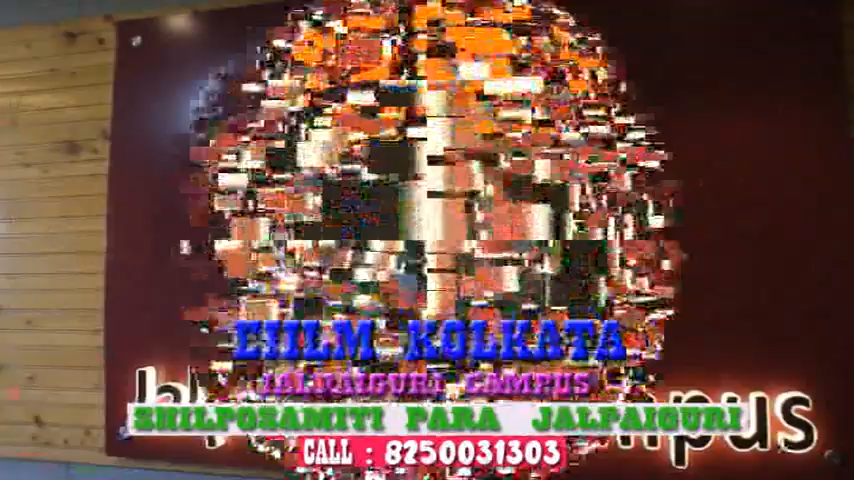 EIILM KOLKATA
JALPAIGURI CAMPUS
SHILPOSAMITI PARA JALPAIGURI
CALL : 8250031303